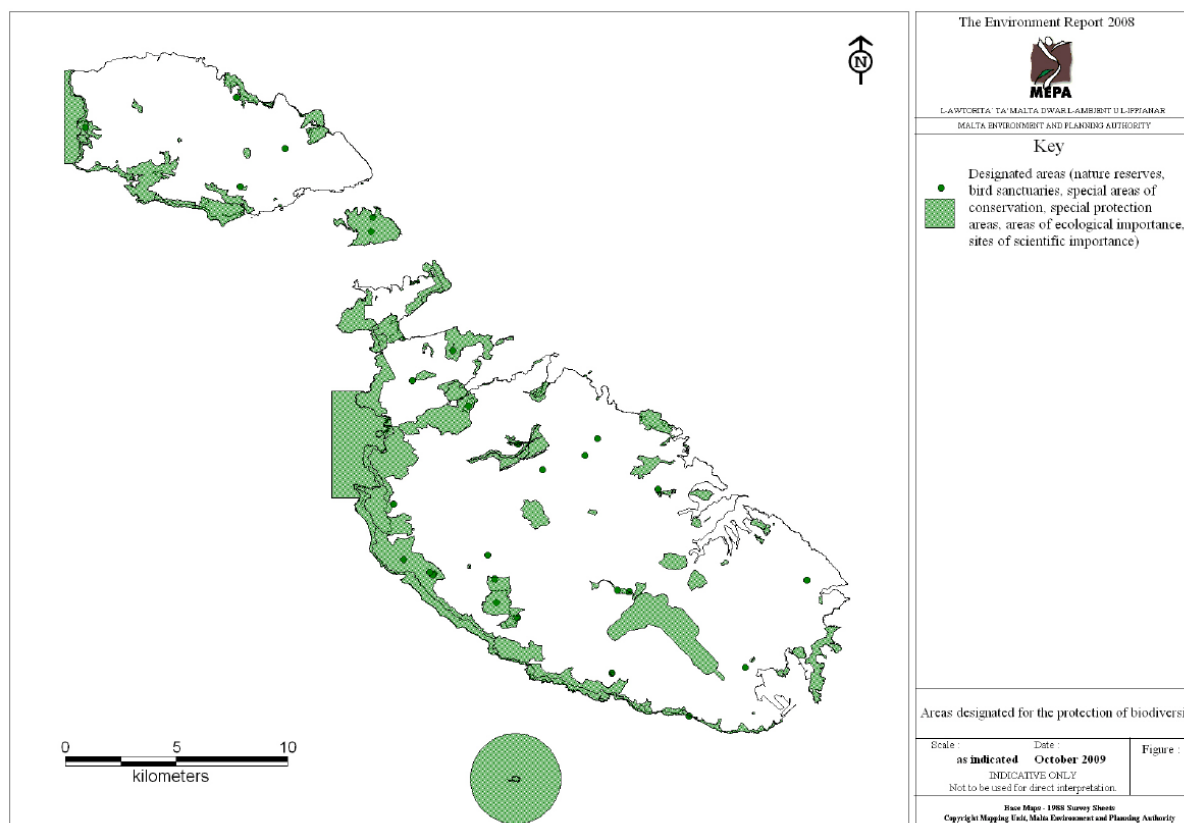 The Environment Report 2008
MEPA
L-AWTORITA` TA' MALTA DWAR L-AMBJENT U L-IPPJANAR
MALTA ENVIRONMENT AND PLANNING AUTHORITY
Key
Designated areas (nature reserves,
bird sanctuaries, special areas of
conservation, special protection
areas, areas of ecological importance,
sites of scientific importance)
N
0 5 10
kilometers
Areas designated for the protection of biodiversi
Scale :
as indicated
Date :
October 2009
Figure :
INDICATIVE ONLY
Not to be used for direct interpretation.
Base Maps - 1988 Survey Sheets
Copyright Mapping Unit, Malta Environment and Planning Authority